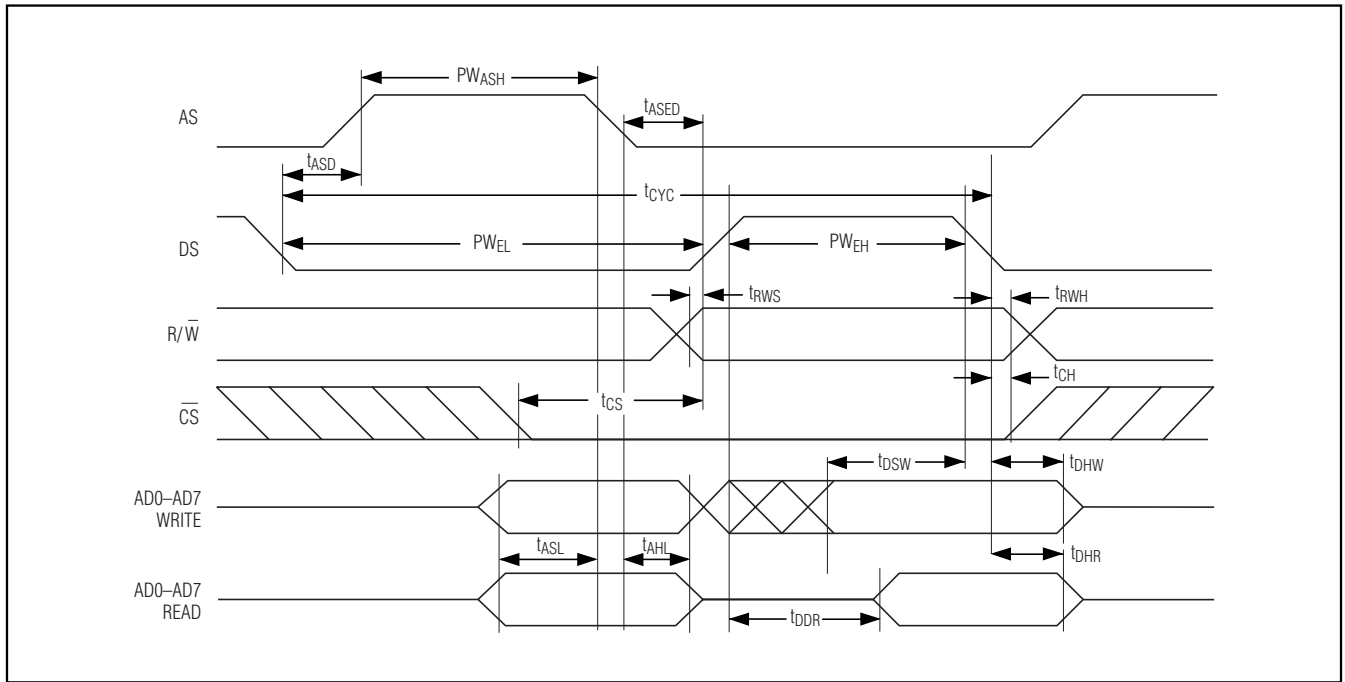 PWASH
AS
tASED
tASD
tCYC
DS
PWEL
PWEH
tRWS
tRWH
R/W̅
tCH
C̅S̅
tCS
tDSW
tDHW
AD0–AD7
WRITE
tASL
tAHL
tDHR
AD0–AD7
READ
tDDR